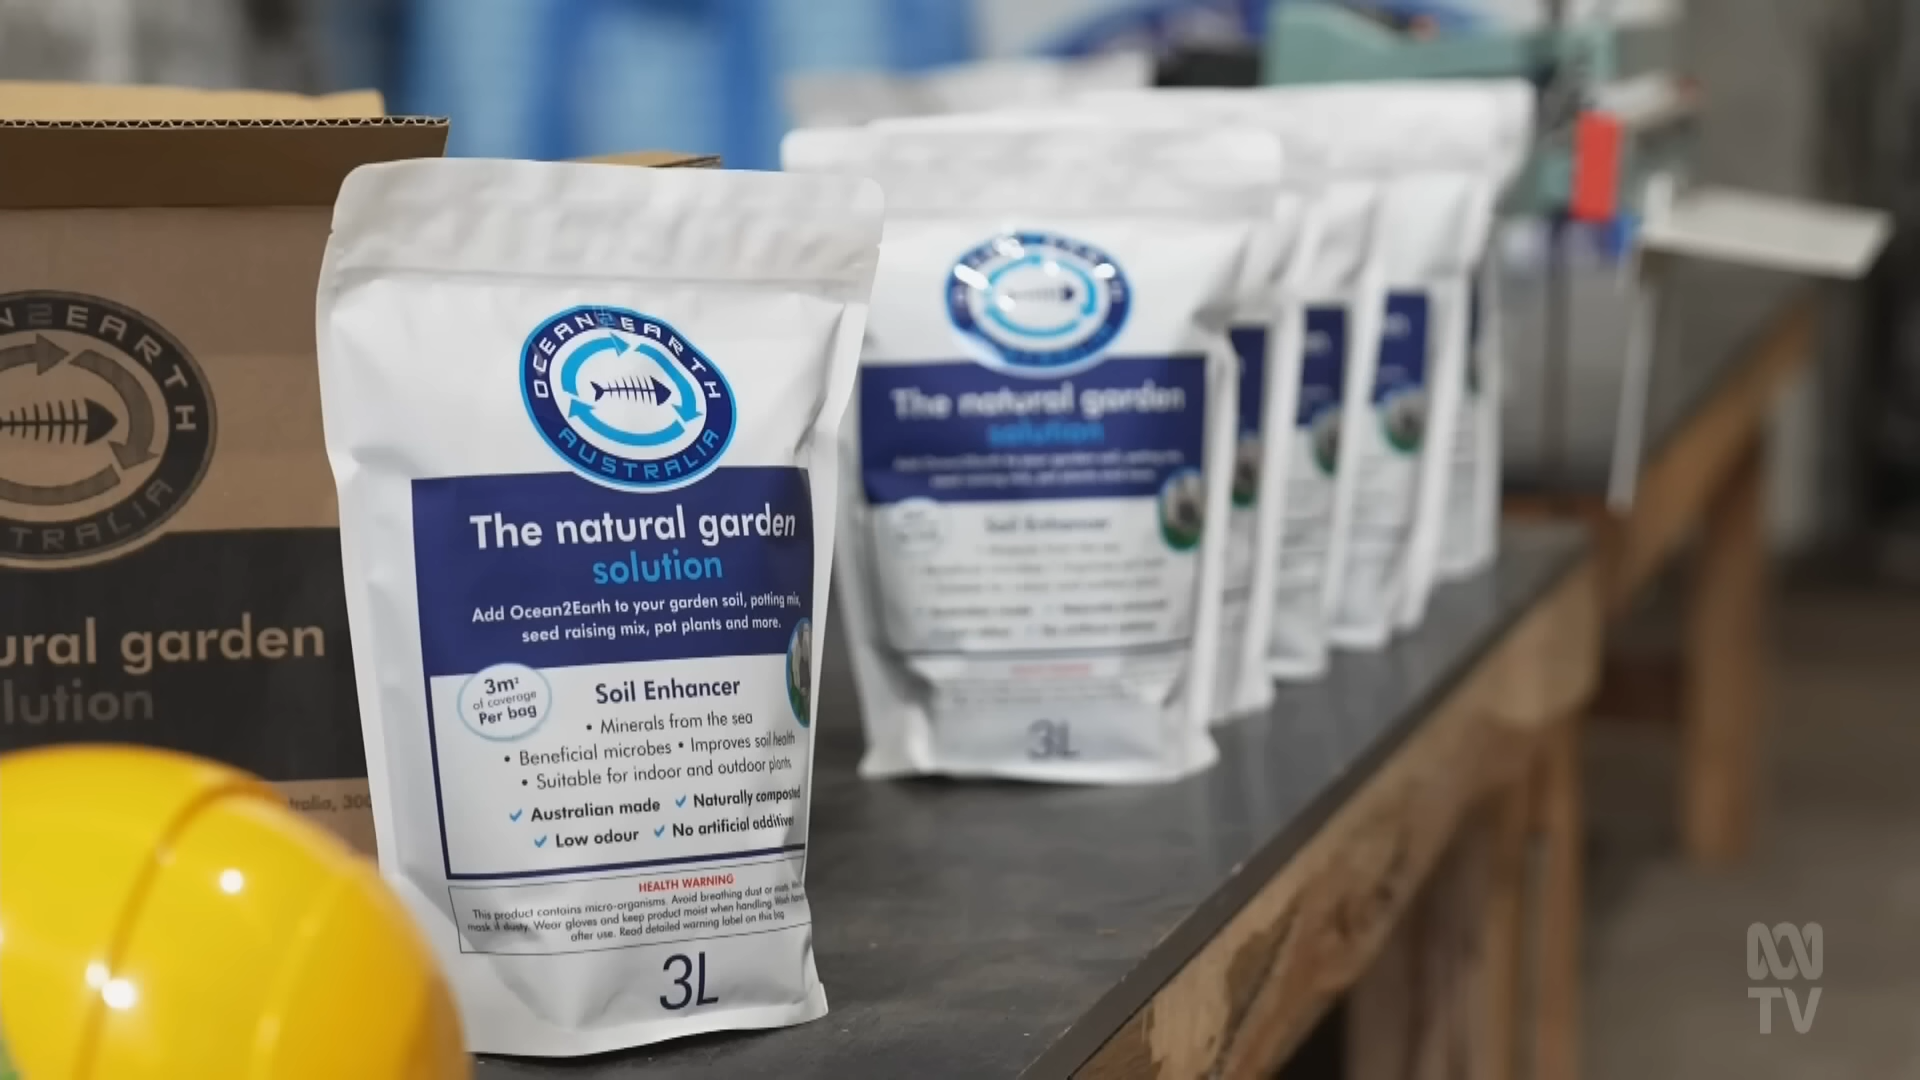 OCEAN2EARTH
AUSTRALIA
The natural garden
solution
Add Ocean2Earth to your garden soil, potting mix,
seed raising mix, pot plants and more.
3m²
of coverage
Per bag
Soil Enhancer
• Minerals from the sea
• Beneficial microbes • Improves soil health
• Suitable for indoor and outdoor plants
✓ Australian made ✓ Naturally composted
✓ Low odour ✓ No artificial additives
HEALTH WARNING
This product contains micro-organisms. Avoid breathing dust or mists.
mask if dusty. Wear gloves and keep product moist when handling. Wash hands
after use. Read detailed warning label on this bag
3L
N2EARTH
TRALIA
ural garden
lution
tralia, 300
The natural garden
solution
Soil Enhancer
3L
TV